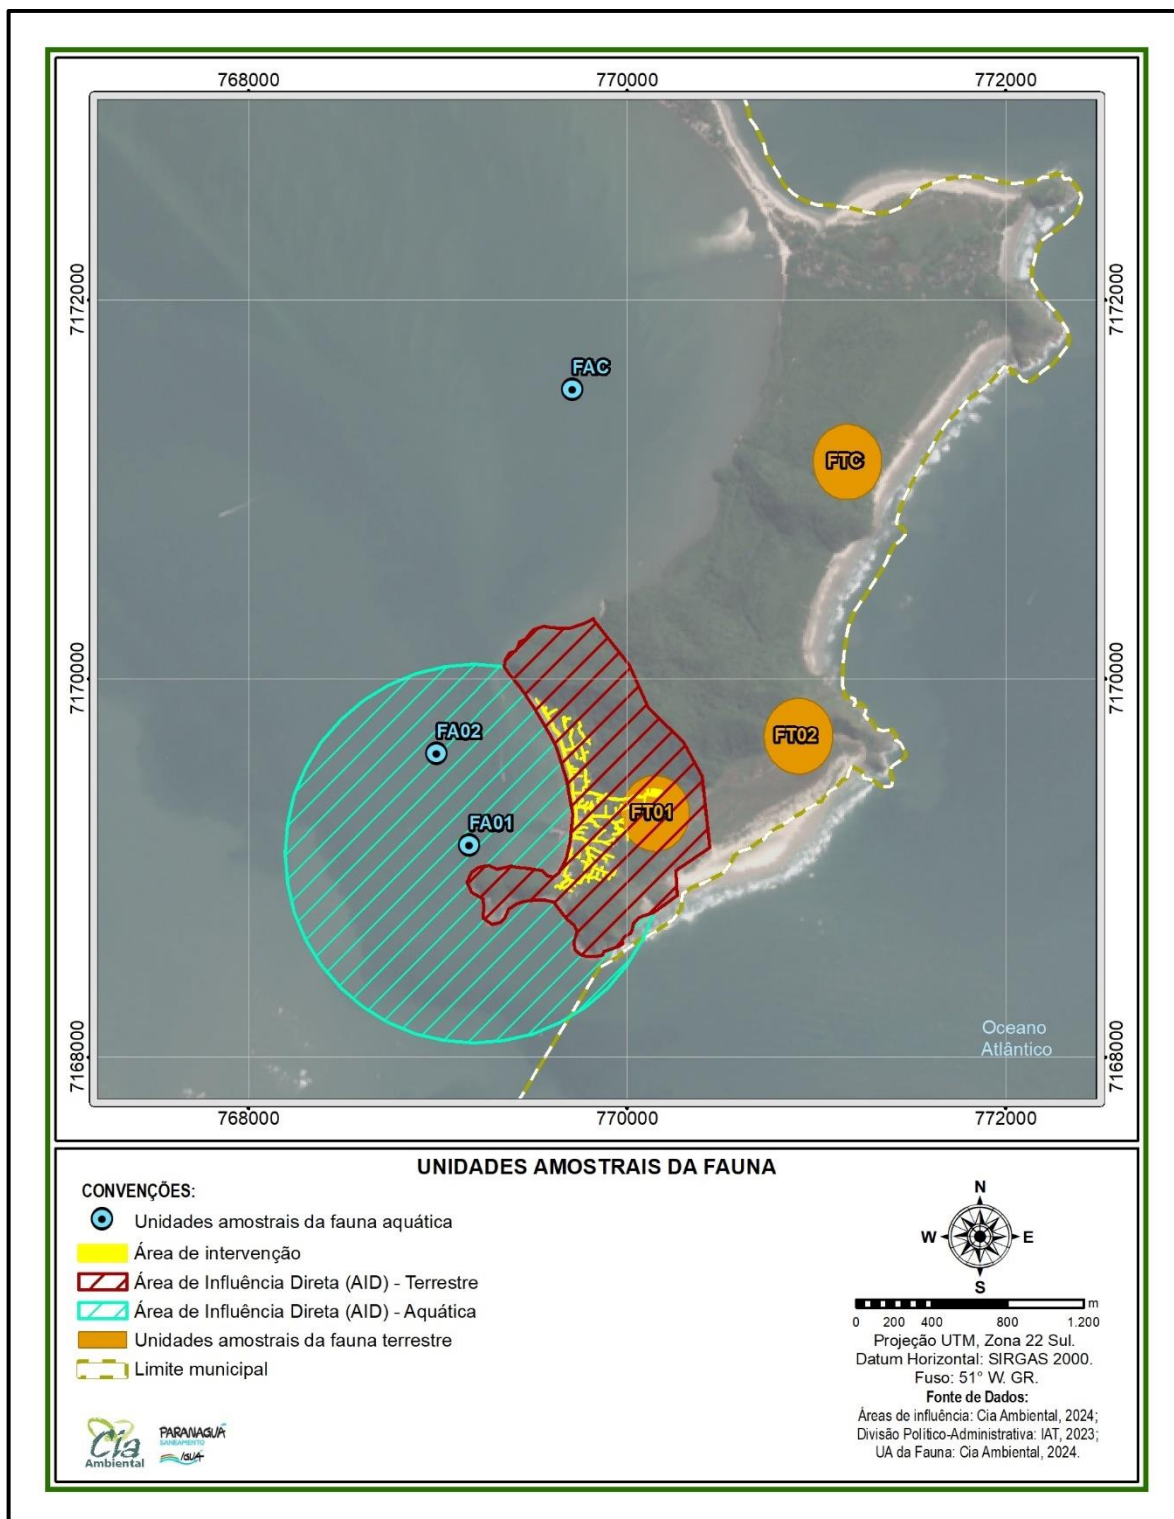 768000 770000 772000
7172000 7172000
FAC
FTC
7170000 7170000
FA02
FT02
FT01
FA01
Oceano
Atlântico
7168000 7168000
768000 770000 772000
UNIDADES AMOSTRAIS DA FAUNA
CONVENÇÕES:
Unidades amostrais da fauna aquática
Área de intervenção
Área de Influência Direta (AID) - Terrestre
Área de Influência Direta (AID) - Aquática
Unidades amostrais da fauna terrestre
Limite municipal
N
W E
S
m
0 200 400 800 1.200
Projeção UTM, Zona 22 Sul.
Datum Horizontal: SIRGAS 2000.
Fuso: 51° W. GR.
Fonte de Dados:
Áreas de influência: Cia Ambiental, 2024;
Divisão Político-Administrativa: IAT, 2023;
UA da Fauna: Cia Ambiental, 2024.
Cia
Ambiental
PARANAGUÁ
SANEAMENTO
IGUÁ